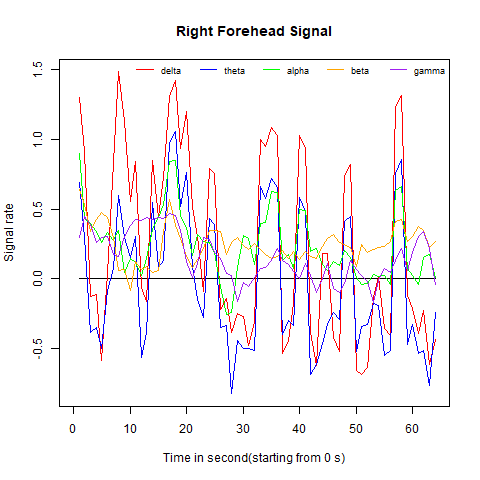 Right Forehead Signal
delta theta alpha beta gamma
1.5
1.0
0.5
0.0
-0.5
Signal rate
0 10 20 30 40 50 60
Time in second(starting from 0 s)